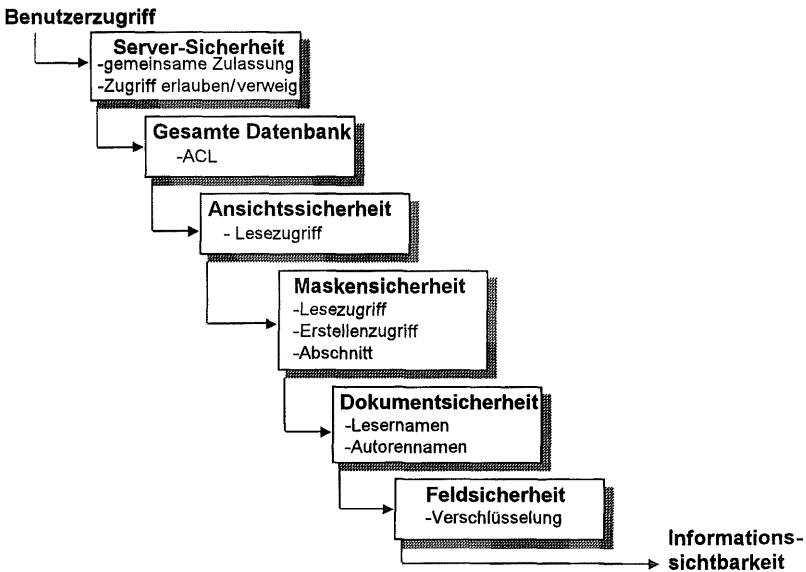 Benutzerzugriff
Server-Sicherheit
-gemeinsame Zulassung
-Zugriff erlauben/verweig
Gesamte Datenbank
-ACL
Ansichtssicherheit
- Lesezugriff
Maskensicherheit
-Lesezugriff
-Erstellenzugriff
-Abschnitt
Dokumentsicherheit
-Lesernamen
-Autorennamen
Feldsicherheit
-Verschlüsselung
Informations-
sichtbarkeit